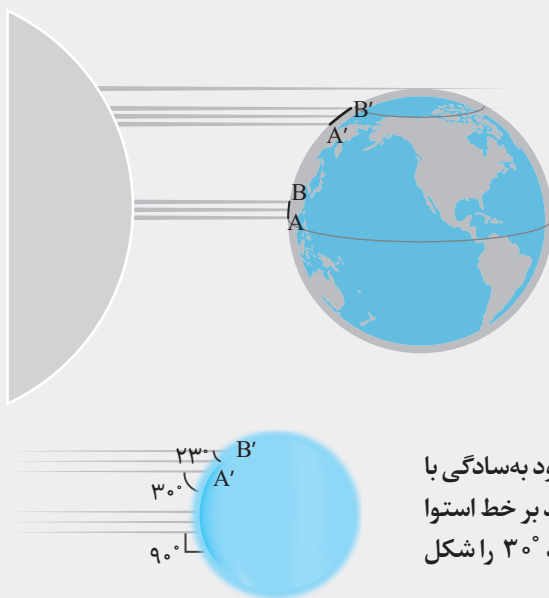 B'
A'
B
A
۲۳° B'
A'
۳۰°
۹۰°
ود به‌سادگی با
د بر خط استوا
۳۰° را شکل